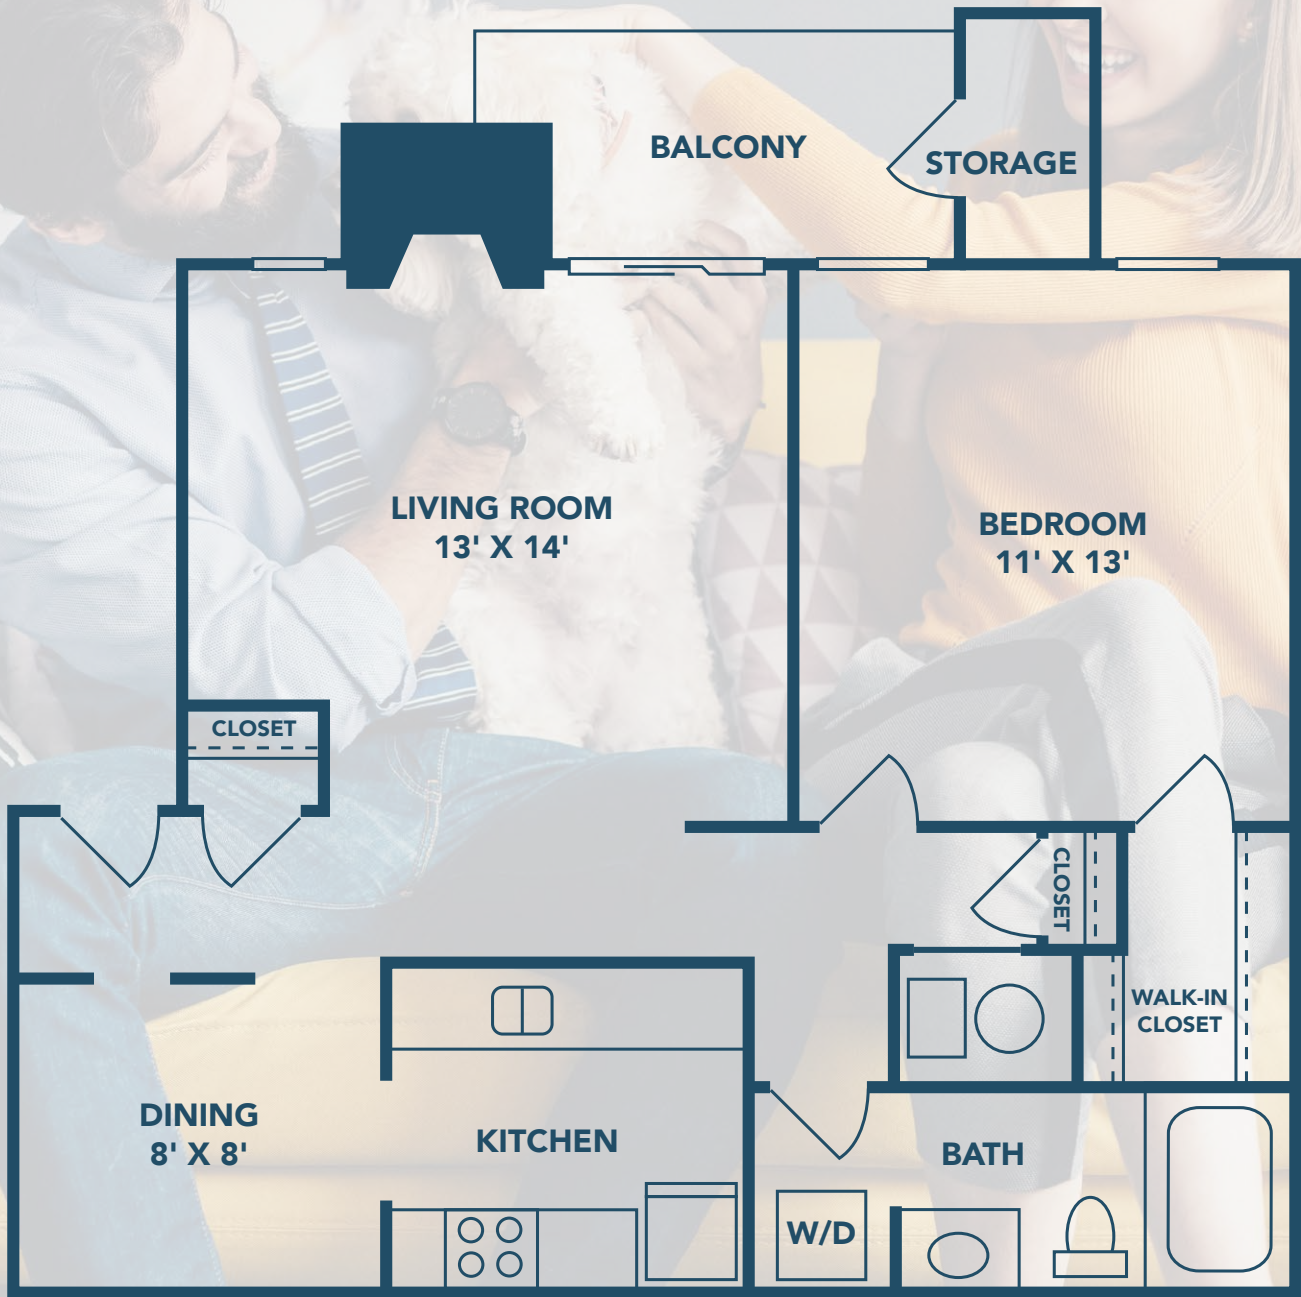 BALCONY
STORAGE
LIVING ROOM
13' X 14'
BEDROOM
11' X 13'
CLOSET
CLOSET
WALK-IN
CLOSET
DINING
8' X 8'
KITCHEN
BATH
W/D